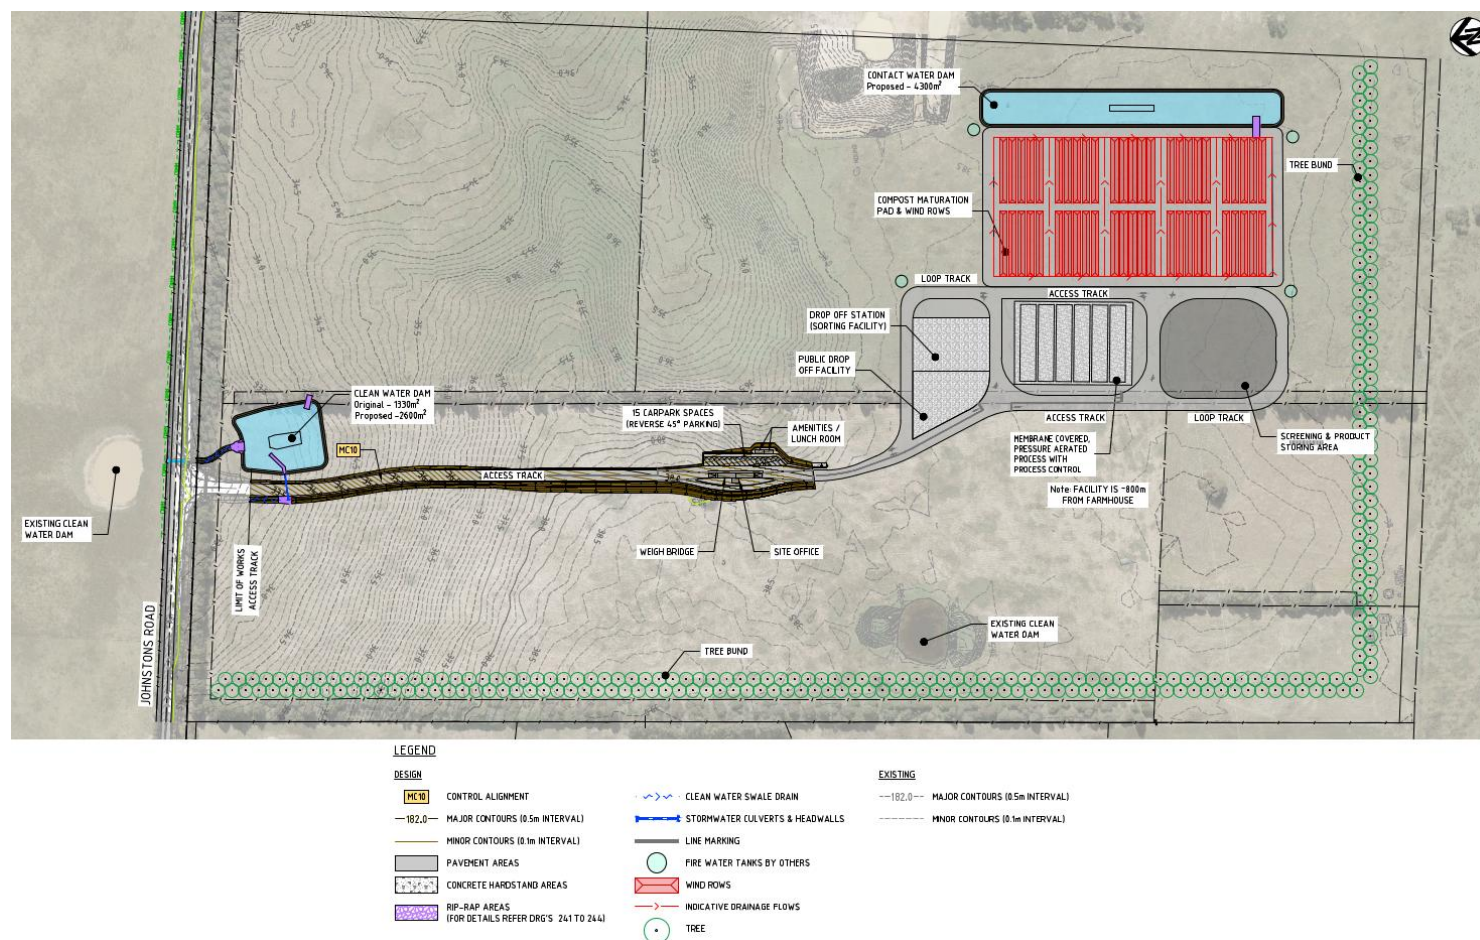 CONTACT WATER DAM
Proposed - 4300m²
TREE BUND
COMPOST MATURATION
PAD & WIND ROWS
LOOP TRACK
ACCESS TRACK
DROP OFF STATION
(SORTING FACILITY)
PUBLIC DROP
OFF FACILITY
CLEAN WATER DAM
Original - 1330m²
Proposed -2600m²
15 CARPARK SPACES
(REVERSE 45° PARKING)
AMENITIES /
LUNCH ROOM
ACCESS TRACK
LOOP TRACK
MEMBRANE COVERED,
PRESSURE AERATED
PROCESS WITH
PROCESS CONTROL
SCREENING & PRODUCT
STORING AREA
Note: FACILITY IS ~800m
FROM FARMHOUSE
MC10
ACCESS TRACK
EXISTING CLEAN
WATER DAM
WEIGH BRIDGE
SITE OFFICE
LIMIT OF WORKS
ACCESS TRACK
JOHNSTONS ROAD
EXISTING CLEAN
WATER DAM
TREE BUND
LEGEND
DESIGN
MC10 CONTROL ALIGNMENT
182.0 MAJOR CONTOURS (0.5m INTERVAL)
MINOR CONTOURS (0.1m INTERVAL)
PAVEMENT AREAS
CONCRETE HARDSTAND AREAS
RIP-RAP AREAS
(FOR DETAILS REFER DRG'S 241 TO 244)
CLEAN WATER SWALE DRAIN
STORMWATER CULVERTS & HEADWALLS
LINE MARKING
FIRE WATER TANKS BY OTHERS
WIND ROWS
INDICATIVE DRAINAGE FLOWS
TREE
EXISTING
182.0 MAJOR CONTOURS (0.5m INTERVAL)
MINOR CONTOURS (0.1m INTERVAL)